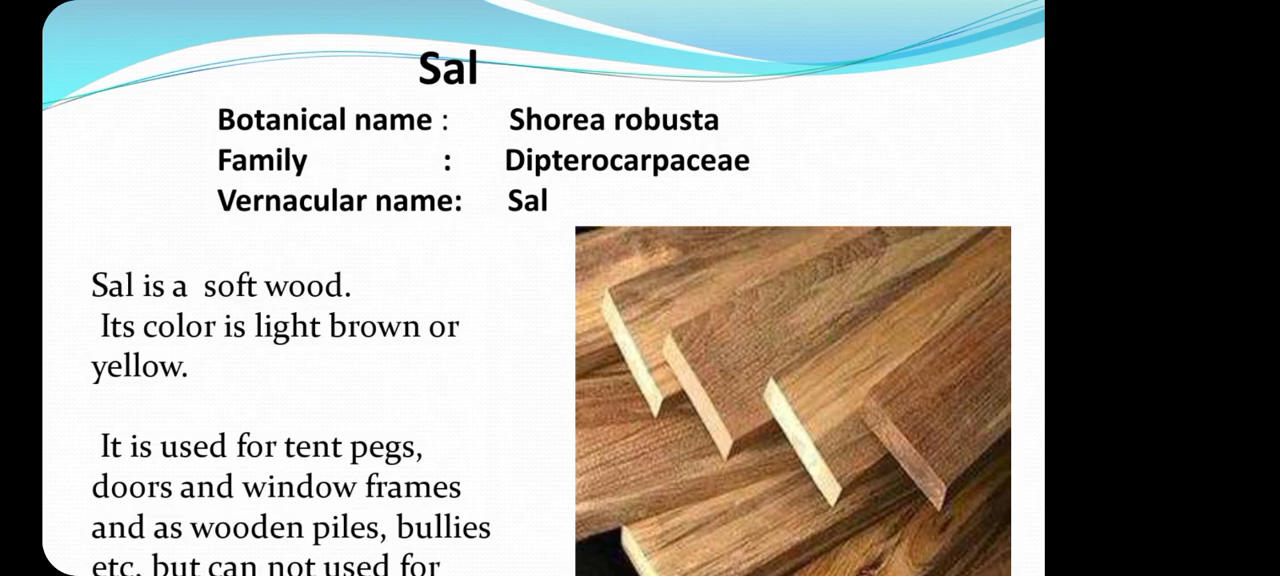 Sal
Botanical name : Shorea robusta
Family : Dipterocarpaceae
Vernacular name: Sal
Sal is a soft wood.
Its color is light brown or
yellow.
It is used for tent pegs,
doors and window frames
and as wooden piles, bullies
etc. but can not used for